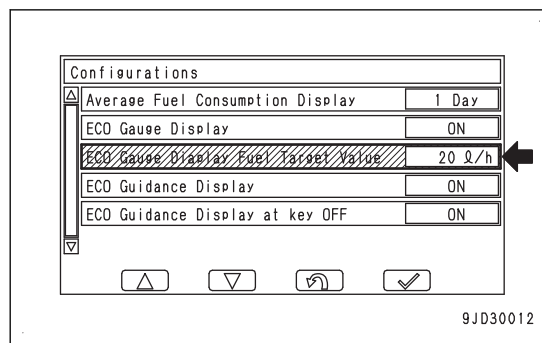 Configurations
Average Fuel Consumption Display 1 Day
ECO Gauge Display ON
ECO Gauge Diaplay Fuel Target Value 20 ℓ/h
ECO Guidance Display ON
ECO Guidance Display at key OFF ON
9JD30012